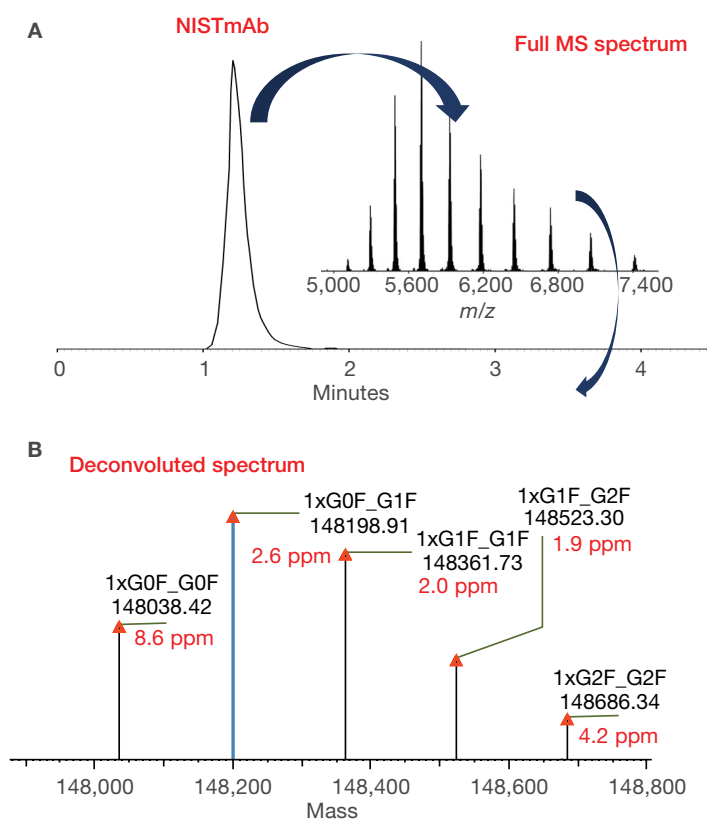 A
NISTmAb
Full MS spectrum
5,000 5,600 6,200 6,800 7,400
m/z
0 1 2 3 4
Minutes
B
Deconvoluted spectrum
1xG0F_G0F
148038.42
8.6 ppm
1xG0F_G1F
148198.91
2.6 ppm
1xG1F_G1F
148361.73
2.0 ppm
1xG1F_G2F
148523.30
1.9 ppm
1xG2F_G2F
148686.34
4.2 ppm
148,000 148,200 148,400 148,600 148,800
Mass